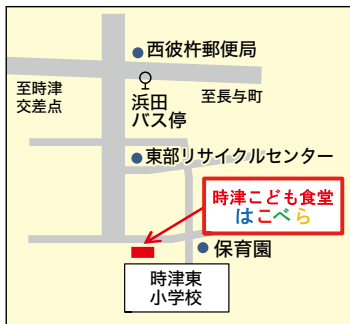 西彼杵郵便局
至時津
交差点
浜田
バス停
至長与町
東部リサイクルセンター
時津こども食堂
はこべら
保育園
時津東
小学校